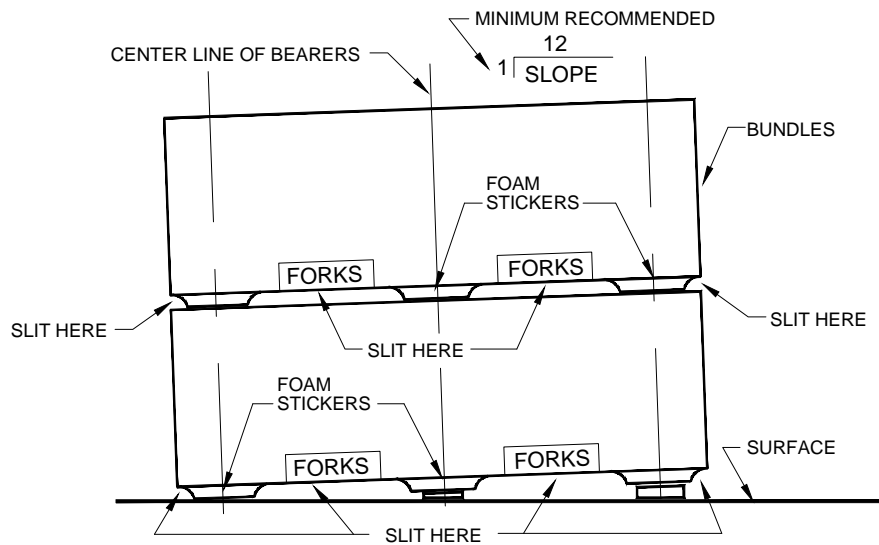 MINIMUM RECOMMENDED
12
1
SLOPE
CENTER LINE OF BEARERS
BUNDLES
FOAM
STICKERS
FORKS
FORKS
SLIT HERE
SLIT HERE
SLIT HERE
FOAM
STICKERS
FORKS
FORKS
SURFACE
SLIT HERE